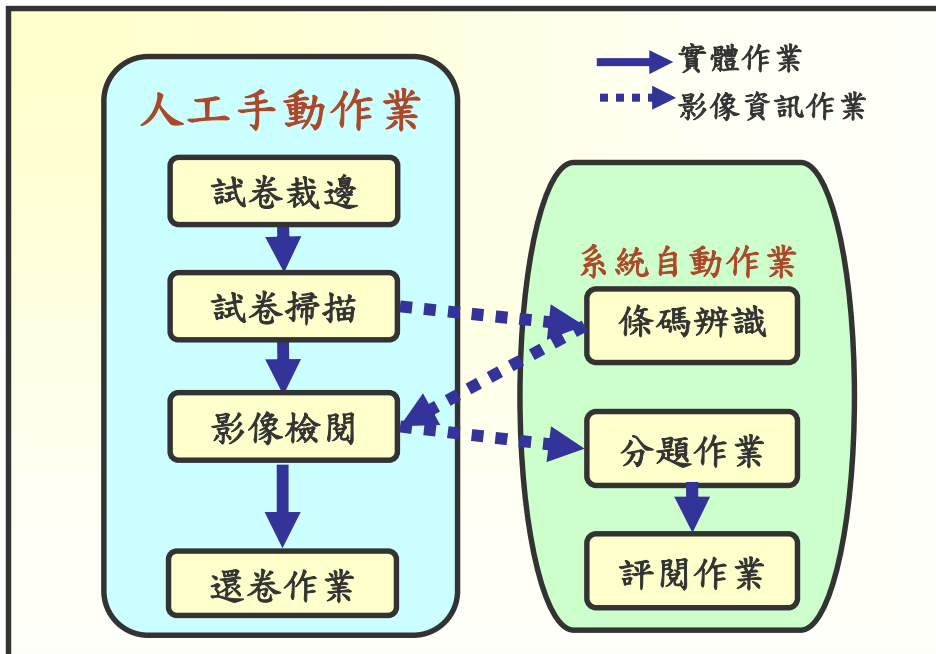 實體作業
影像資訊作業
人工手動作業
試卷裁邊
試卷掃描
影像檢閱
還卷作業
系統自動作業
條碼辨識
分題作業
評閱作業